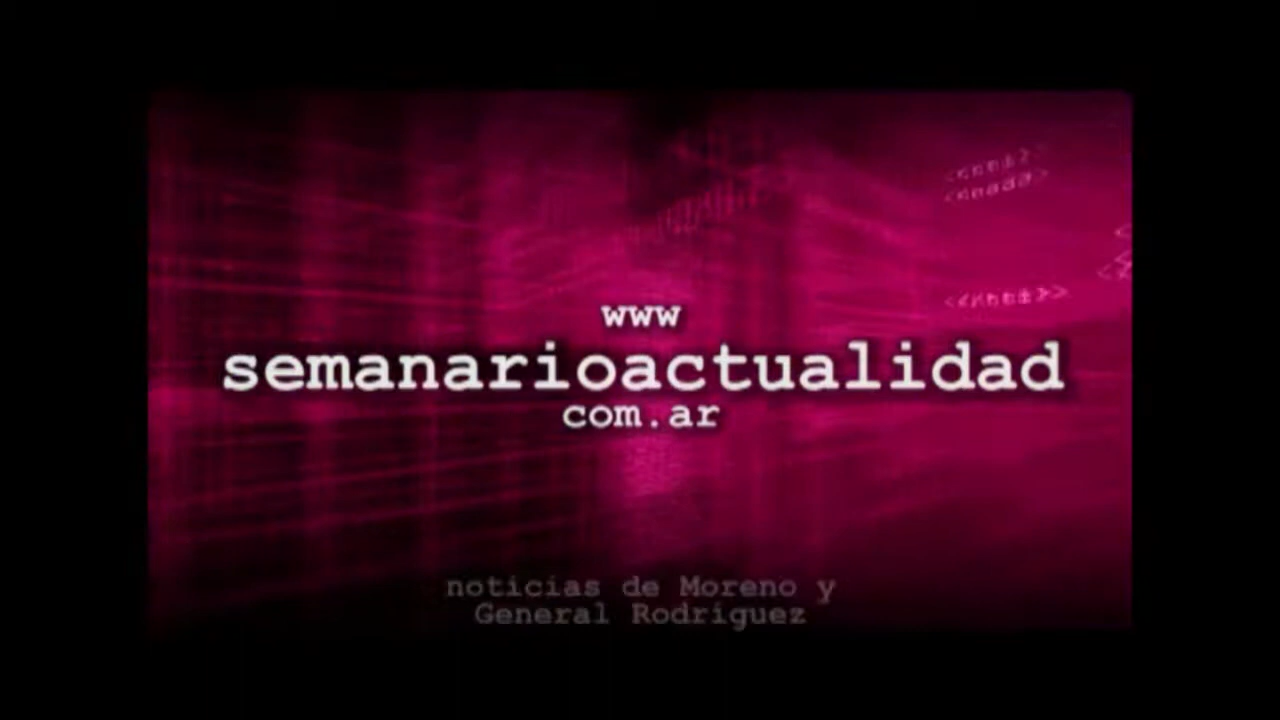 www
semanarioactualidad
com.ar
noticias de Moreno y
General Rodríguez